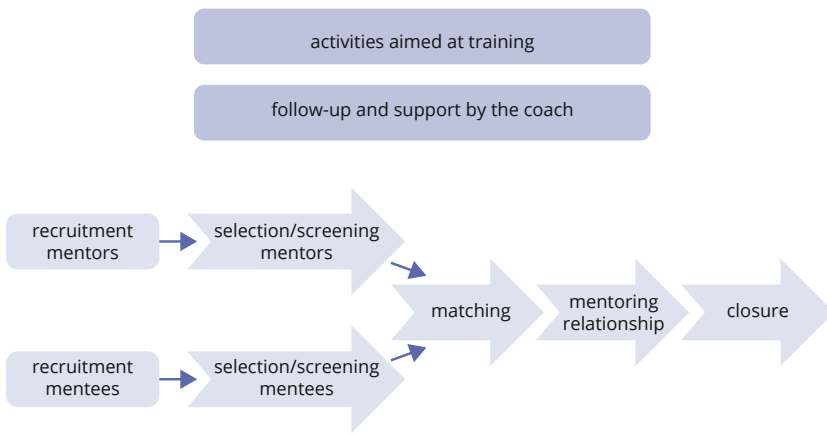 activities aimed at training
follow-up and support by the coach
recruitment
mentors
selection/screening
mentors
matching
mentoring
relationship
closure
recruitment
mentees
selection/screening
mentees